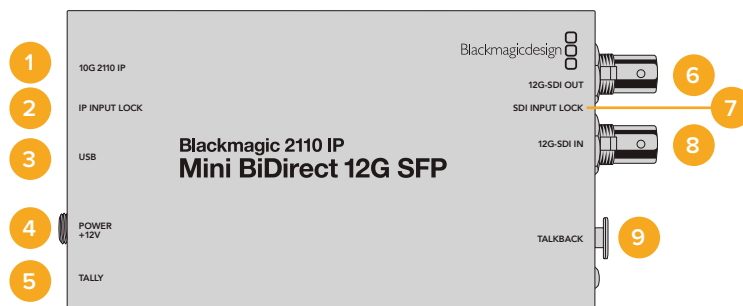 1
10G 2110 IP
2
IP INPUT LOCK
3
USB
4
POWER
+12V
5
TALLY
Blackmagic 2110 IP
Mini BiDirect 12G SFP
Blackmagicdesign
12G-SDI OUT
6
SDI INPUT LOCK
7
12G-SDI IN
8
TALKBACK
9